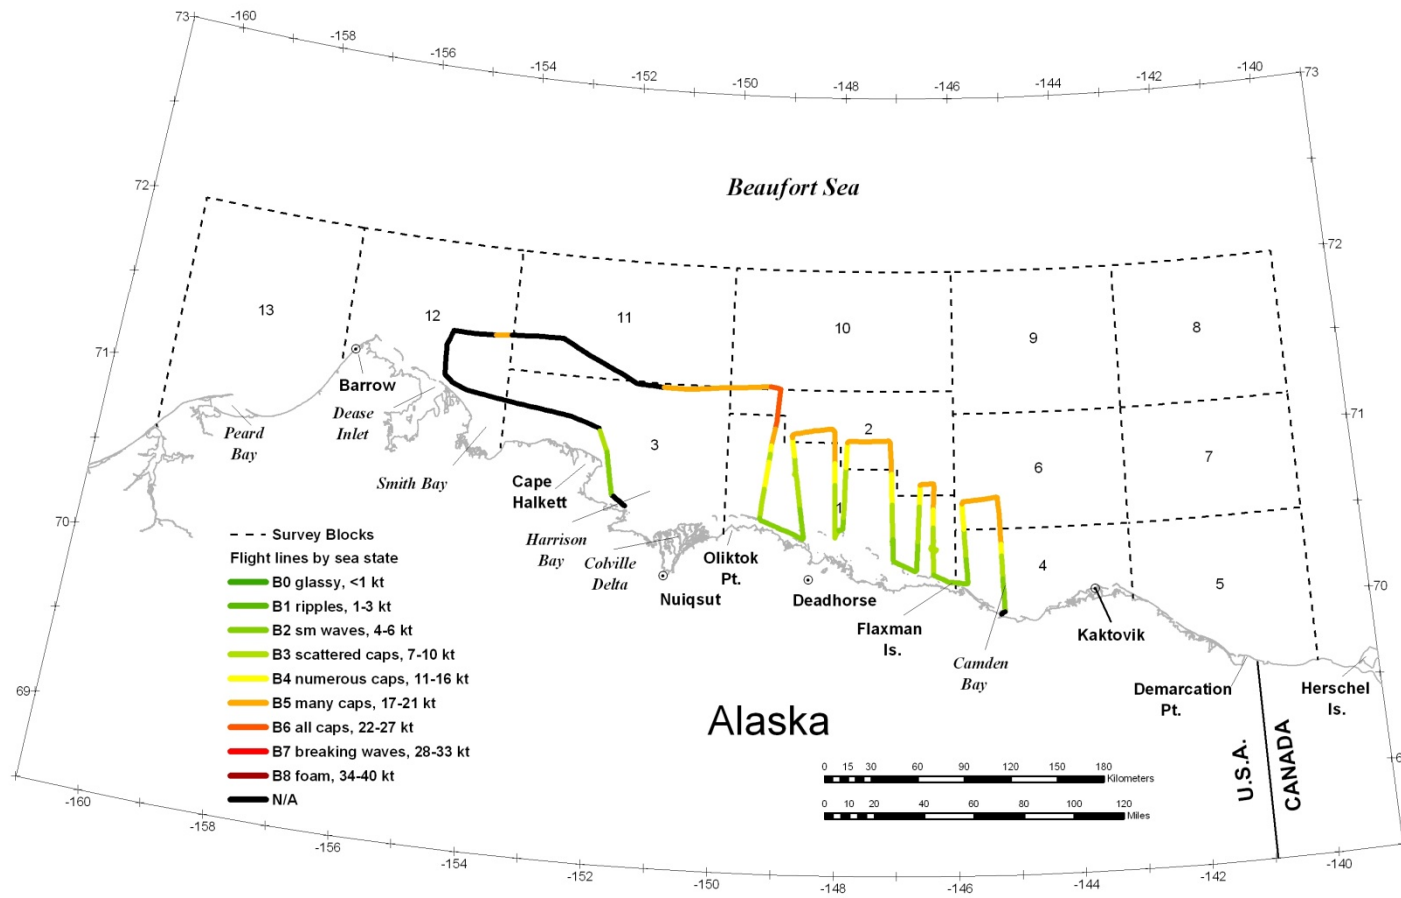 73
-160
-158
-156
-154
-152
-150
-148
-146
-144
-142
-140
73
72
Beaufort Sea
72
13
12
11
10
9
8
71
Barrow
Dease
Inlet
Peard
Bay
Smith Bay
3
2
6
7
71
Cape
Halkett
70
1
Harrison
Bay
Colville
Delta
Oliktok
Pt.
Nuiqsut
Deadhorse
Flaxman
Is.
4
5
70
Kaktovik
Camden
Bay
Demarcation
Pt.
Herschel
Is.
Survey Blocks
Flight lines by sea state
B0 glassy, <1 kt
B1 ripples, 1-3 kt
B2 sm waves, 4-6 kt
B3 scattered caps, 7-10 kt
B4 numerous caps, 11-16 kt
B5 many caps, 17-21 kt
B6 all caps, 22-27 kt
B7 breaking waves, 28-33 kt
B8 foam, 34-40 kt
N/A
69
Alaska
U.S.A.
CANADA
0 15 30 60 90 120 150 180
Kilometers
0 10 20 40 60 80 100 120
Miles
-160
-158
-156
-154
-152
-150
-148
-146
-144
-142
-140